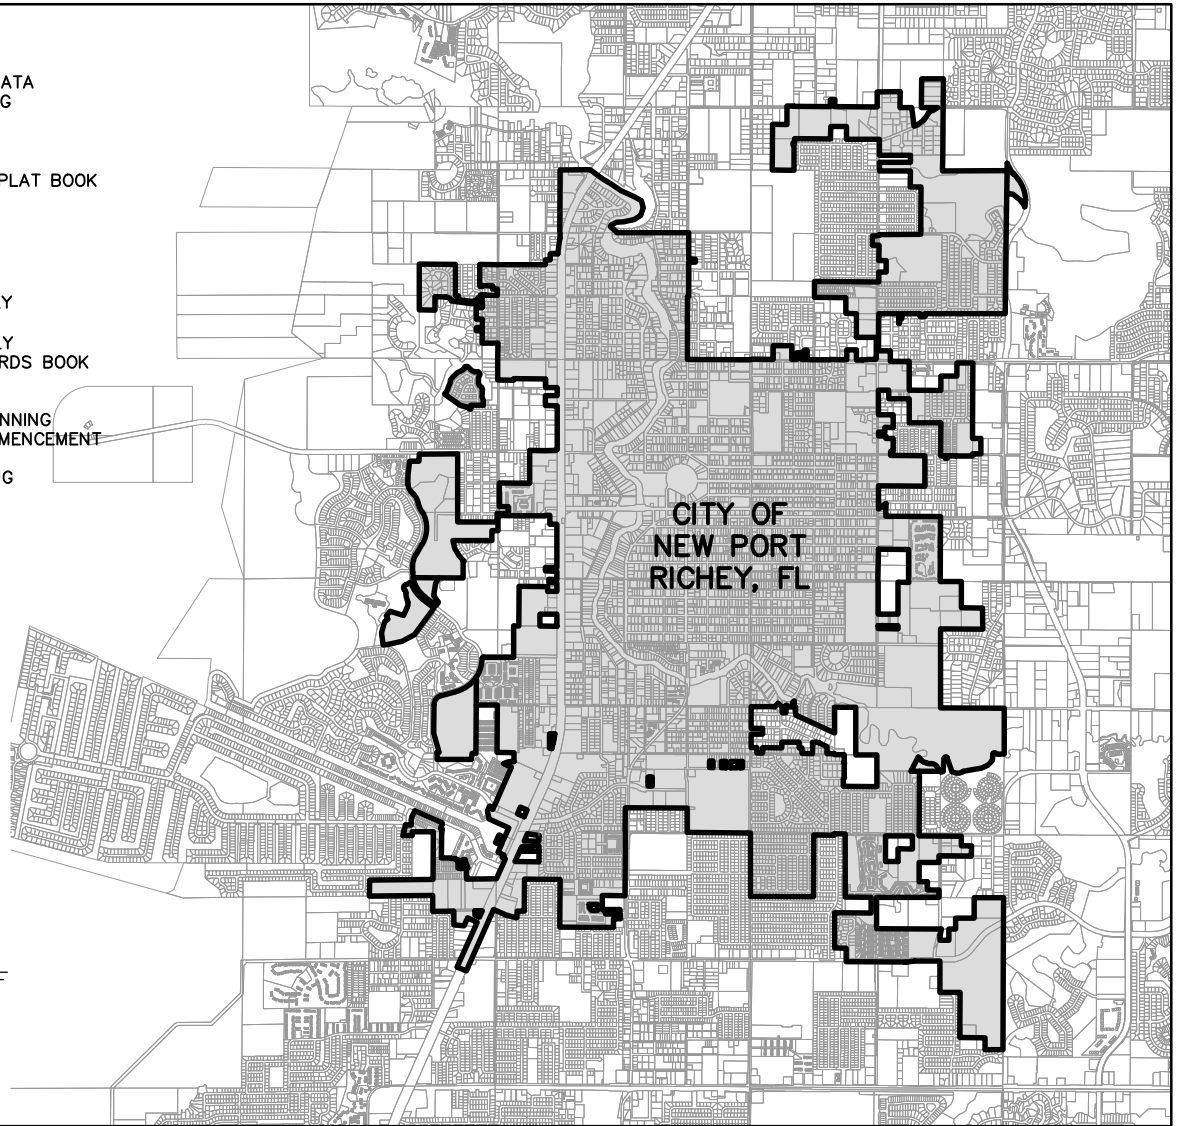 ATA
G
PLAT BOOK
Y
LY
RDS BOOK
NNING
MENCEMENT
G
CITY OF
NEW PORT
RICHEY, FL